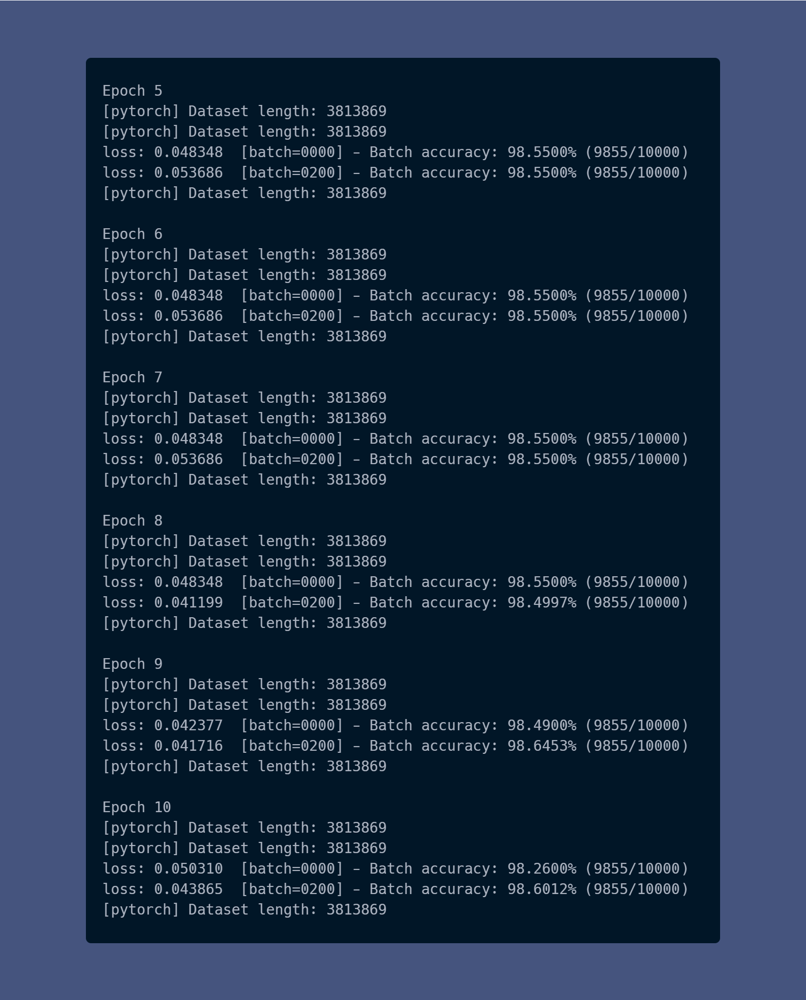 Epoch 5
[pytorch] Dataset length: 3813869
[pytorch] Dataset length: 3813869
loss: 0.048348  [batch=0000] - Batch accuracy: 98.5500% (9855/10000)
loss: 0.053686  [batch=0200] - Batch accuracy: 98.5500% (9855/10000)
[pytorch] Dataset length: 3813869

Epoch 6
[pytorch] Dataset length: 3813869
[pytorch] Dataset length: 3813869
loss: 0.048348  [batch=0000] - Batch accuracy: 98.5500% (9855/10000)
loss: 0.053686  [batch=0200] - Batch accuracy: 98.5500% (9855/10000)
[pytorch] Dataset length: 3813869

Epoch 7
[pytorch] Dataset length: 3813869
[pytorch] Dataset length: 3813869
loss: 0.048348  [batch=0000] - Batch accuracy: 98.5500% (9855/10000)
loss: 0.053686  [batch=0200] - Batch accuracy: 98.5500% (9855/10000)
[pytorch] Dataset length: 3813869

Epoch 8
[pytorch] Dataset length: 3813869
[pytorch] Dataset length: 3813869
loss: 0.048348  [batch=0000] - Batch accuracy: 98.5500% (9855/10000)
loss: 0.041199  [batch=0200] - Batch accuracy: 98.4997% (9855/10000)
[pytorch] Dataset length: 3813869

Epoch 9
[pytorch] Dataset length: 3813869
[pytorch] Dataset length: 3813869
loss: 0.042377  [batch=0000] - Batch accuracy: 98.4900% (9855/10000)
loss: 0.041716  [batch=0200] - Batch accuracy: 98.6453% (9855/10000)
[pytorch] Dataset length: 3813869

Epoch 10
[pytorch] Dataset length: 3813869
[pytorch] Dataset length: 3813869
loss: 0.050310  [batch=0000] - Batch accuracy: 98.2600% (9855/10000)
loss: 0.043865  [batch=0200] - Batch accuracy: 98.6012% (9855/10000)
[pytorch] Dataset length: 3813869